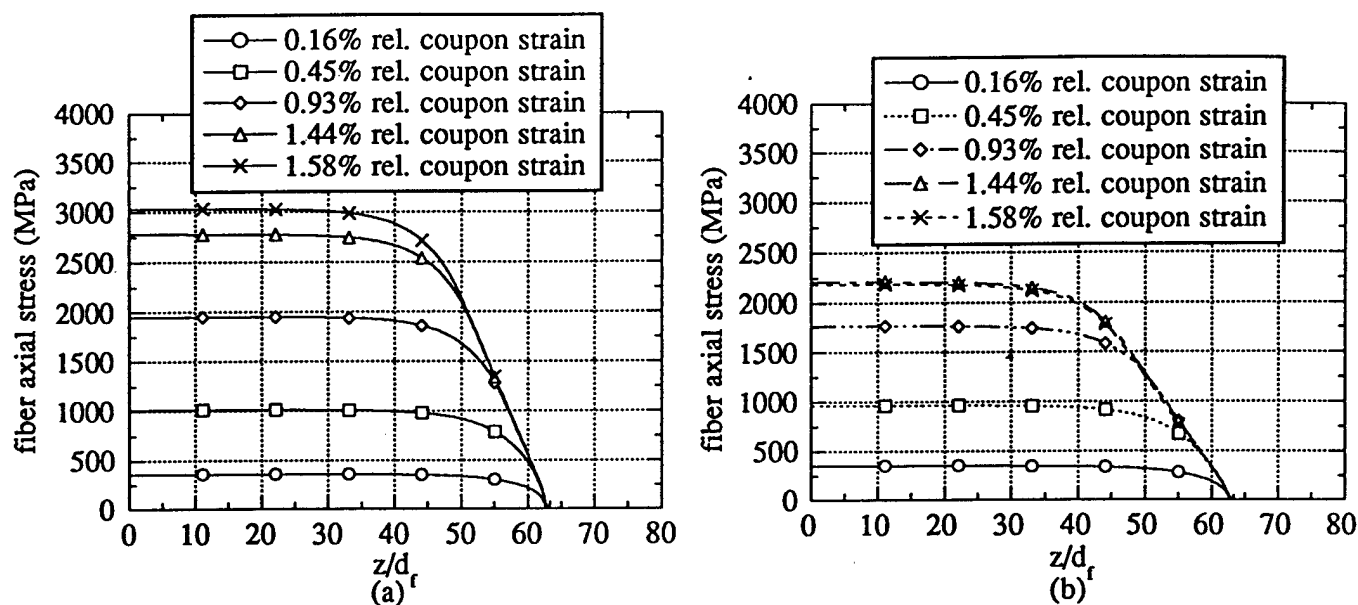 0.16% rel. coupon strain
0.45% rel. coupon strain
0.93% rel. coupon strain
1.44% rel. coupon strain
1.58% rel. coupon strain
fiber axial stress (MPa)
4000
3500
3000
2500
2000
1500
1000
500
0
0 10 20 30 40 50 60 70 80
z/d_f
(a)
0.16% rel. coupon strain
0.45% rel. coupon strain
0.93% rel. coupon strain
1.44% rel. coupon strain
1.58% rel. coupon strain
fiber axial stress (MPa)
4000
3500
3000
2500
2000
1500
1000
500
0
0 10 20 30 40 50 60 70 80
z/d_f
(b)